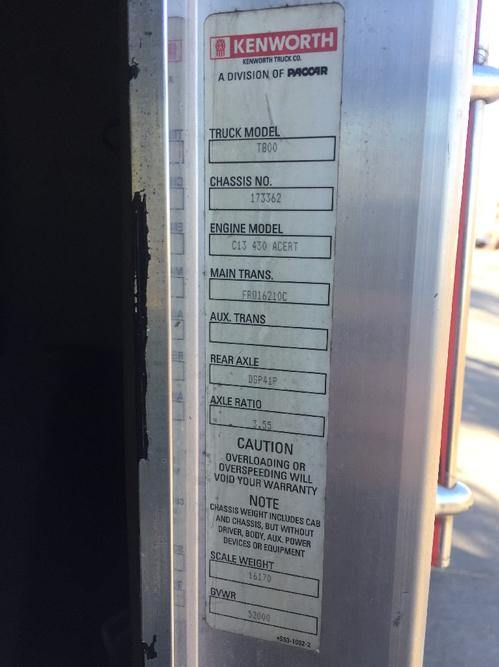 KENWORTH
KENWORTH TRUCK CO.
A DIVISION OF PACCAR
TRUCK MODEL
T800
CHASSIS NO.
173362
ENGINE MODEL
C13 430 ACERT
MAIN TRANS.
FRO16210C
AUX. TRANS
REAR AXLE
DSP41P
AXLE RATIO
3.55
CAUTION
OVERLOADING OR
OVERSPEEDING WILL
VOID YOUR WARRANTY
NOTE
CHASSIS WEIGHT INCLUDES CAB
AND CHASSIS, BUT WITHOUT
DRIVER, BODY, AUX. POWER
DEVICES OR EQUIPMENT
SCALE WEIGHT
16170
GVWR
52000
S53-1002-2